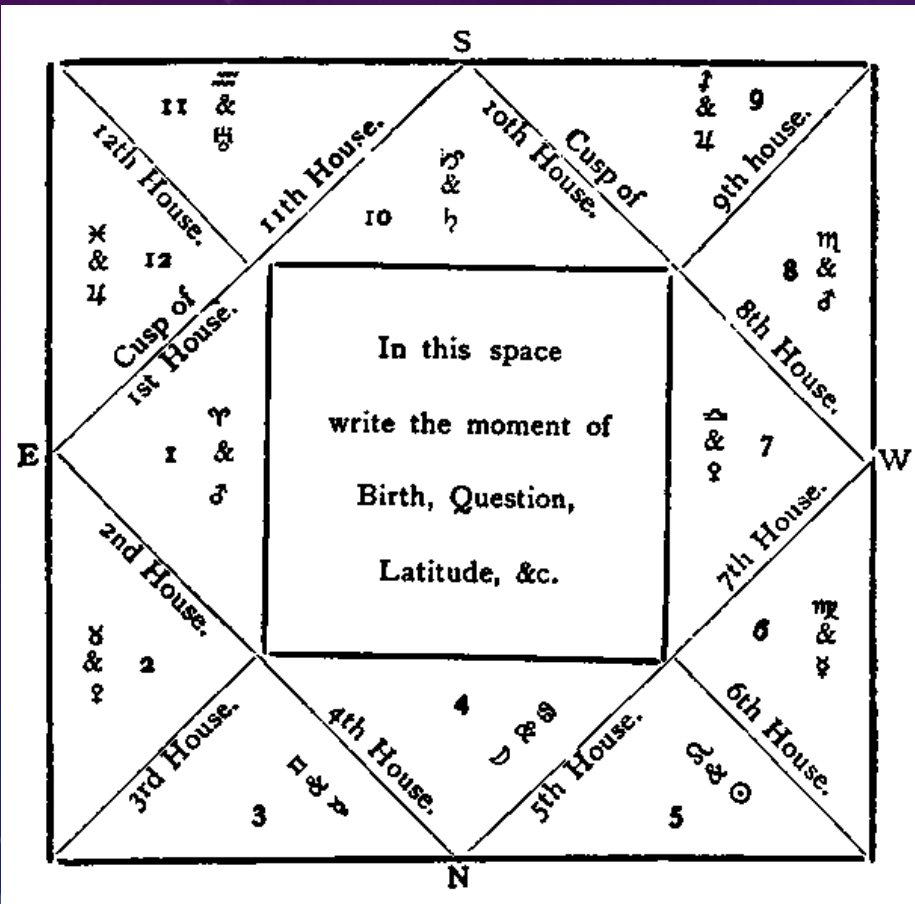 S
11 ♒ & ♅
12th House.
11th House.
10 ♑ & ♄
Cusp of
10th House.
♐ & ♃ 9
9th house.
♓ & ♃ 12
Cusp of
1st House.
8 ♏ & ♂
8th House.
In this space
write the moment of
Birth, Question,
Latitude, &c.
E
1 ♈ & ♂
♎ & ♀ 7
W
2nd House.
7th House.
♉ & ♀ 2
6 ♍ & ☿
3rd House.
4th House.
4 ☽ & ♋
5th House.
6th House.
3 ♊ &
5 ♌ & ☉
N